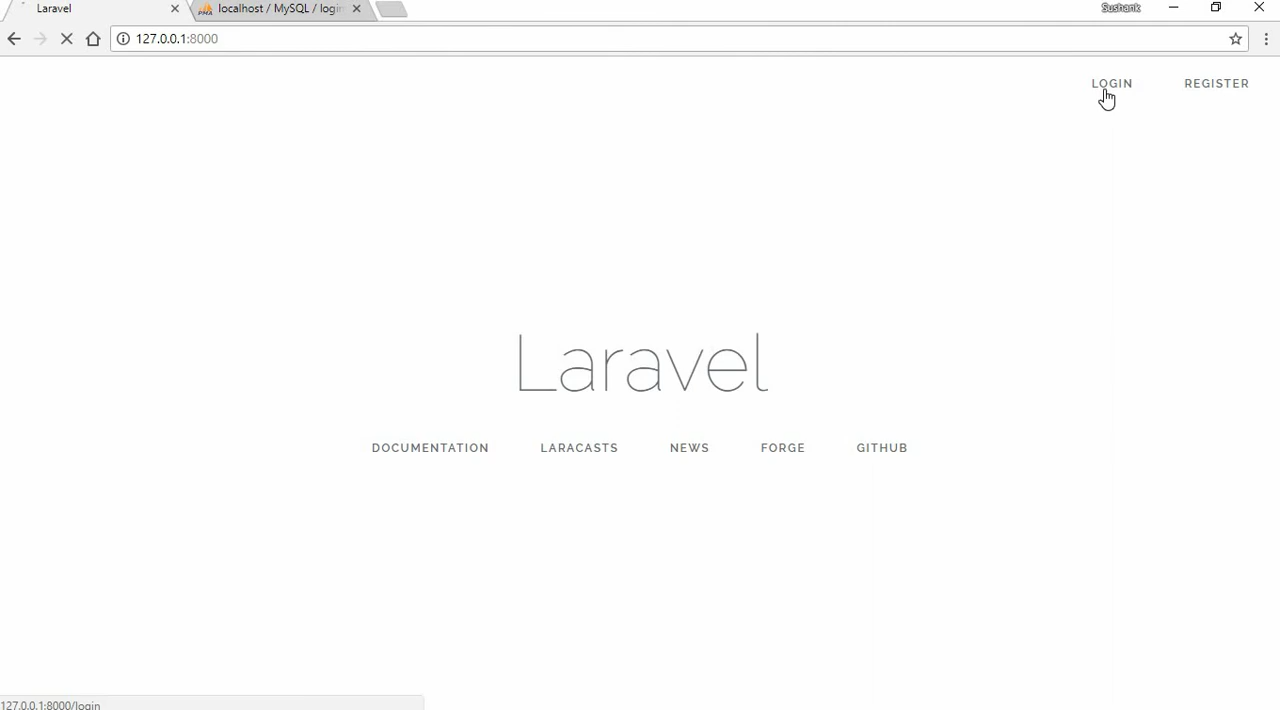 Laravel
localhost / MySQL / login
Sushank
127.0.0.1:8000
LOGIN REGISTER
Laravel
DOCUMENTATION LARACASTS NEWS FORGE GITHUB
127.0.0.1:8000/login